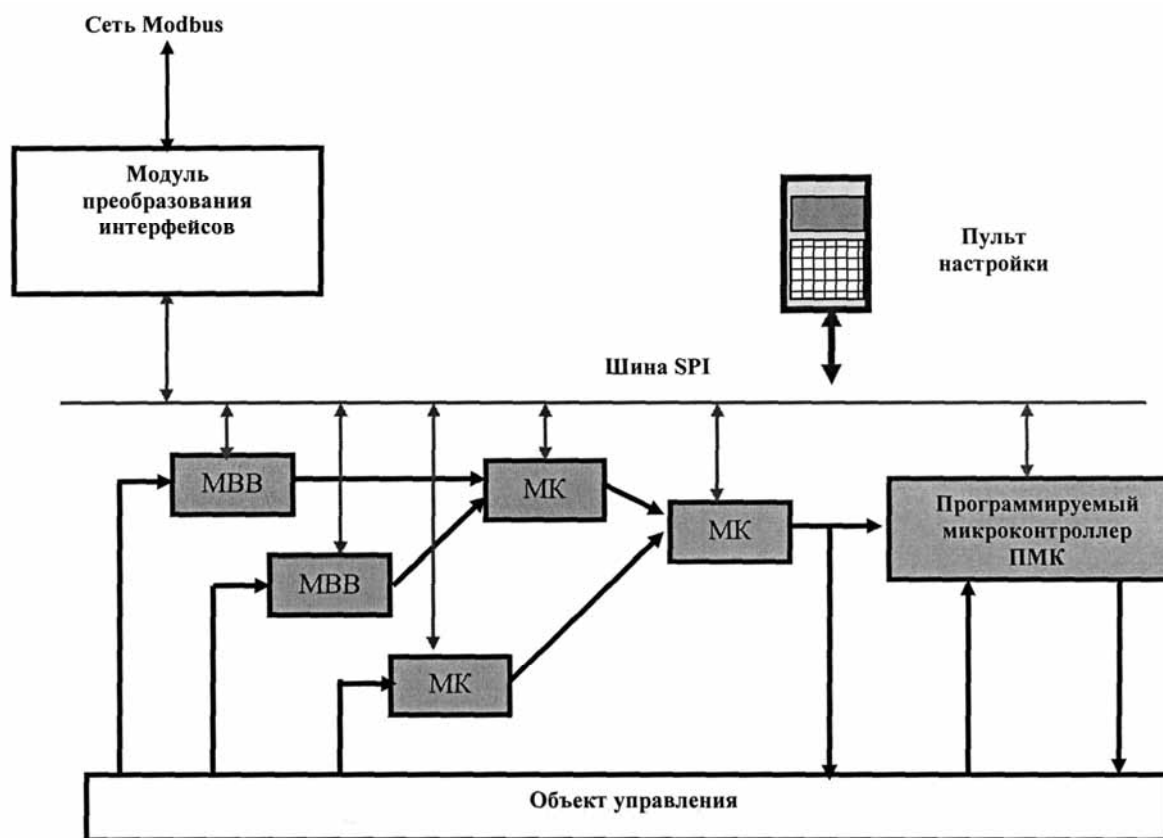 Сеть Modbus
Модуль
преобразования
интерфейсов
Пульт
настройки
Шина SPI
МВВ
МК
МК
Программируемый
микроконтроллер
ПМК
МВВ
МК
Объект управления